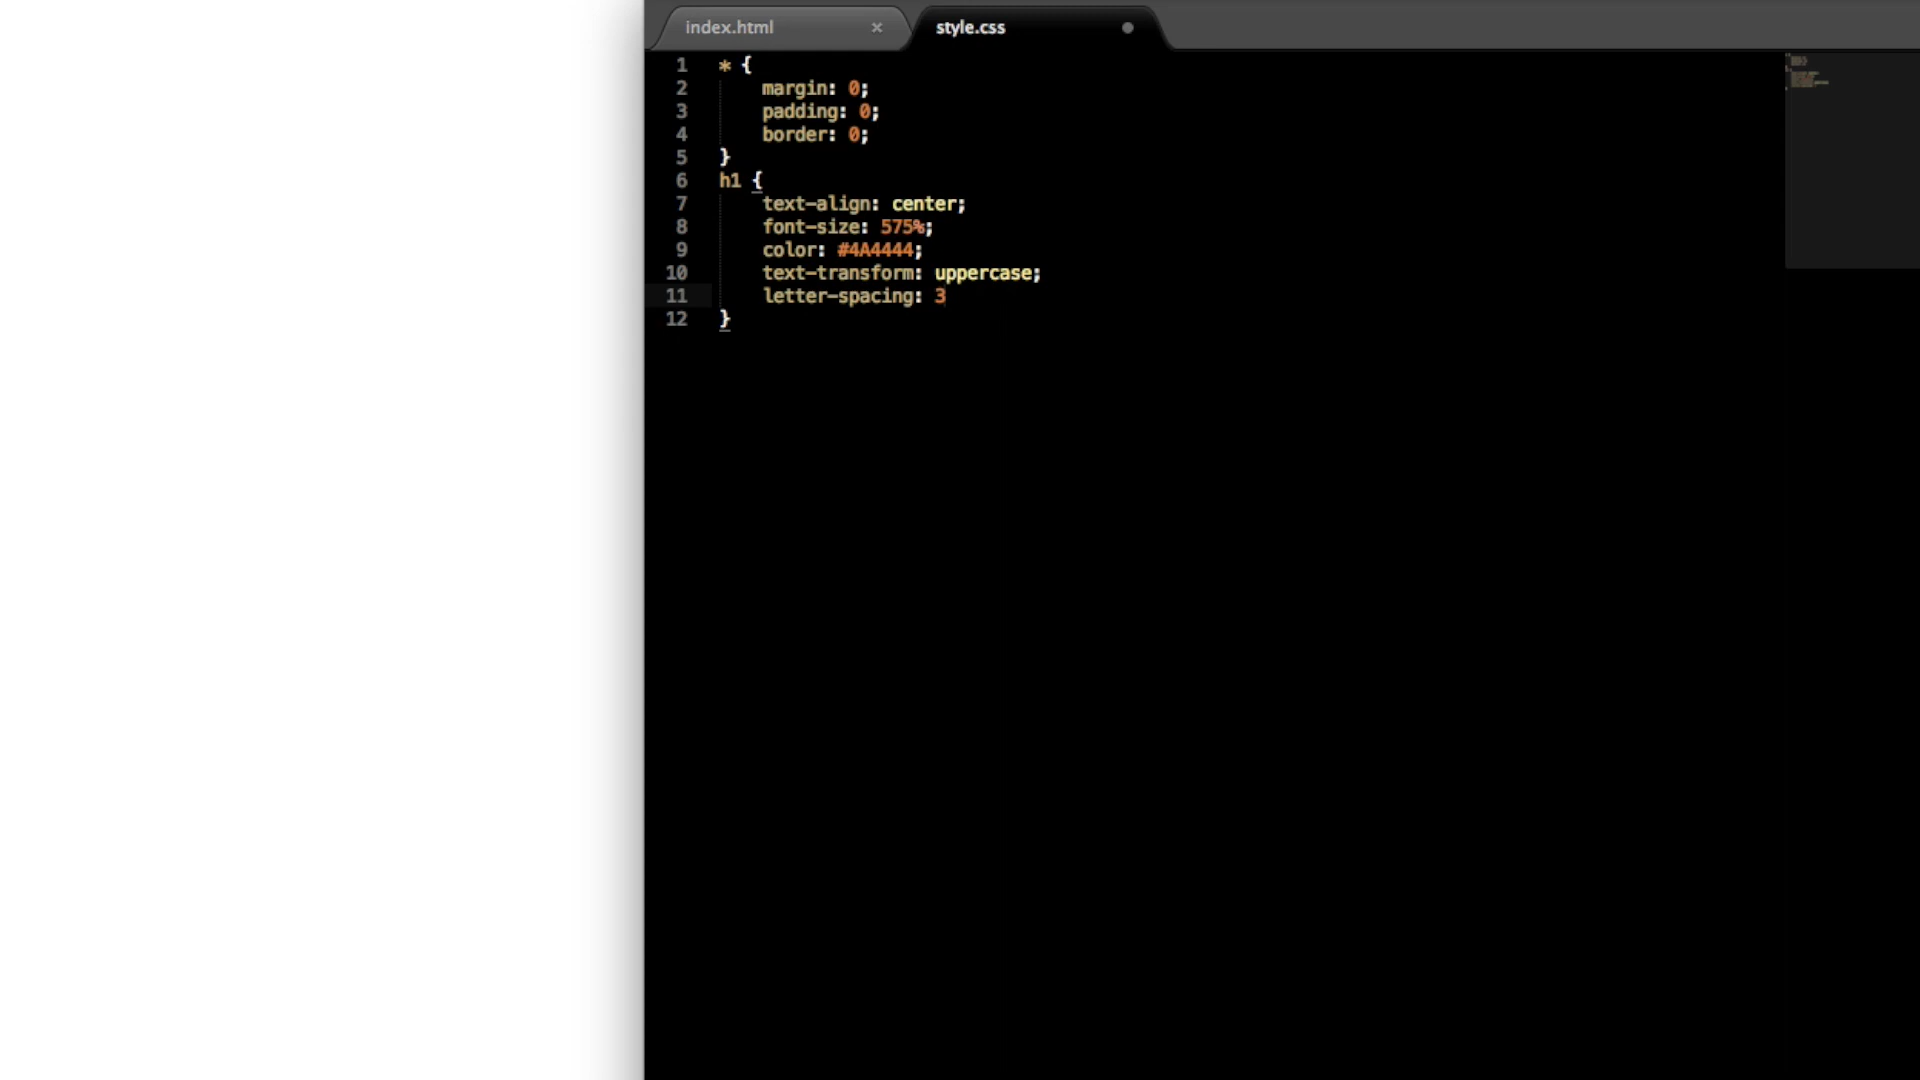 index.html × style.css
1 * {
2 margin: 0;
3 padding: 0;
4 border: 0;
5 }
6 h1 {
7 text-align: center;
8 font-size: 575%;
9 color: #4A4444;
10 text-transform: uppercase;
11 letter-spacing: 3
12 }